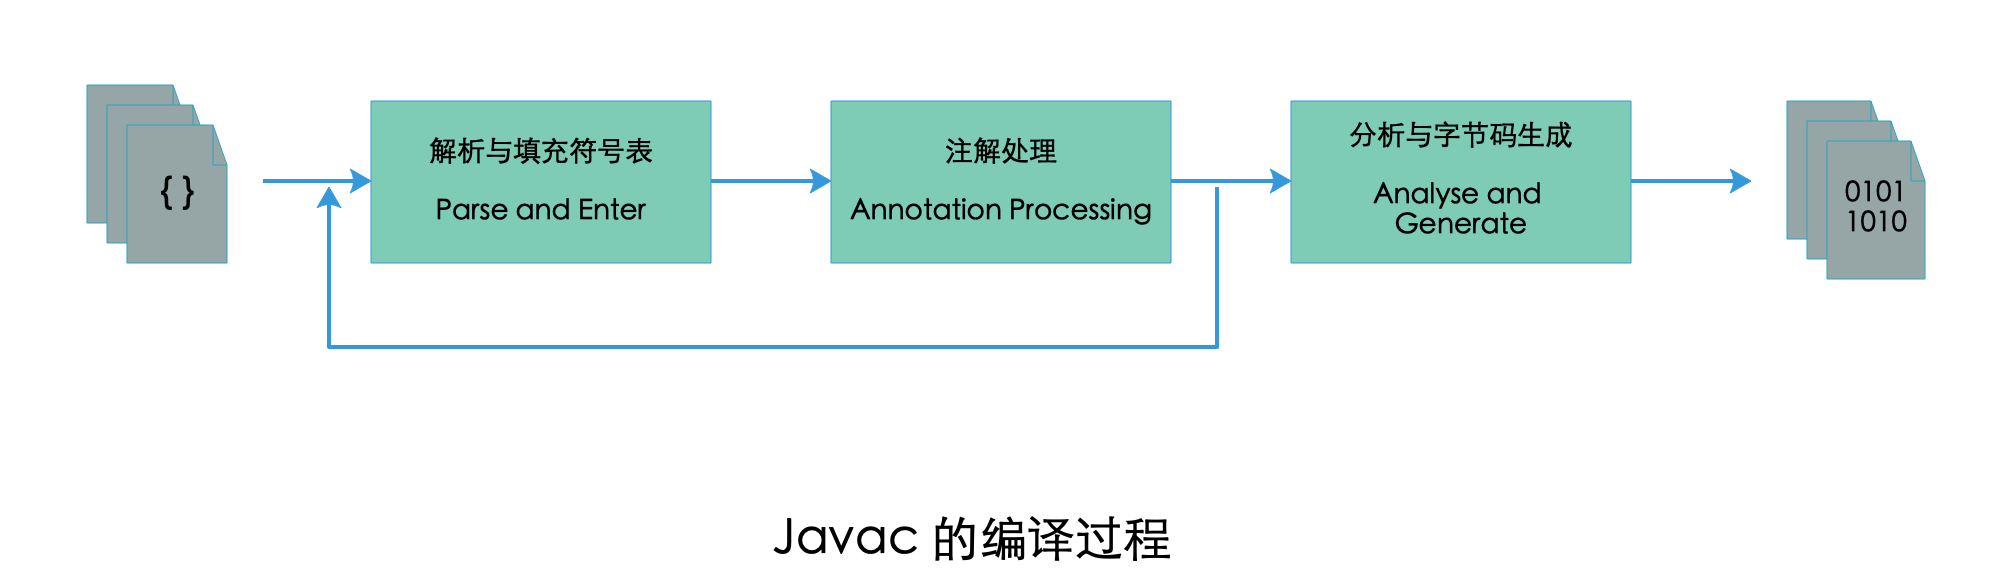 { }
解析与填充符号表
Parse and Enter
注解处理
Annotation Processing
分析与字节码生成
Analyse and
Generate
0101
1010
Javac 的编译过程